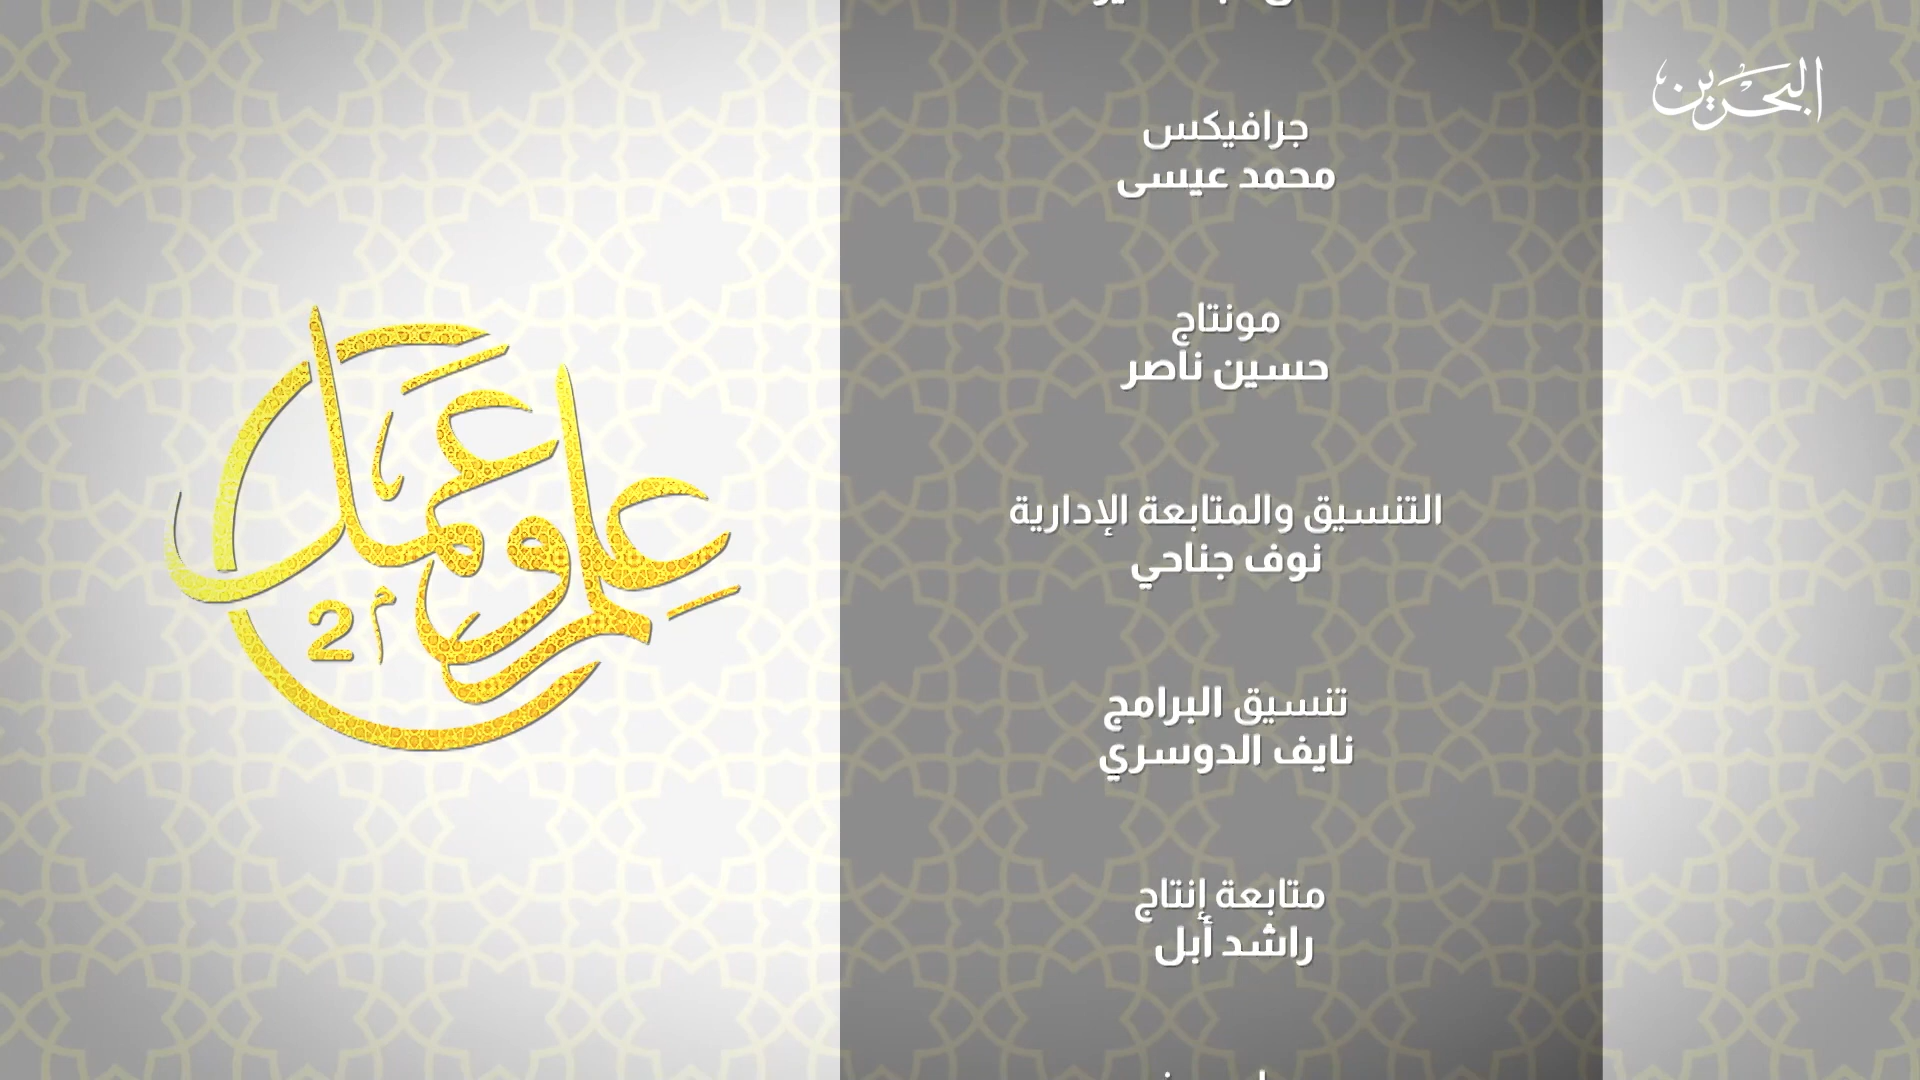 البحرين
جرافيكس
محمد عيسى
مونتاج
حسين ناصر
التنسيق والمتابعة الإدارية
نوف جناحي
تنسيق البرامج
نايف الدوسري
متابعة إنتاج
راشد أبل
علم وعمل
م 2